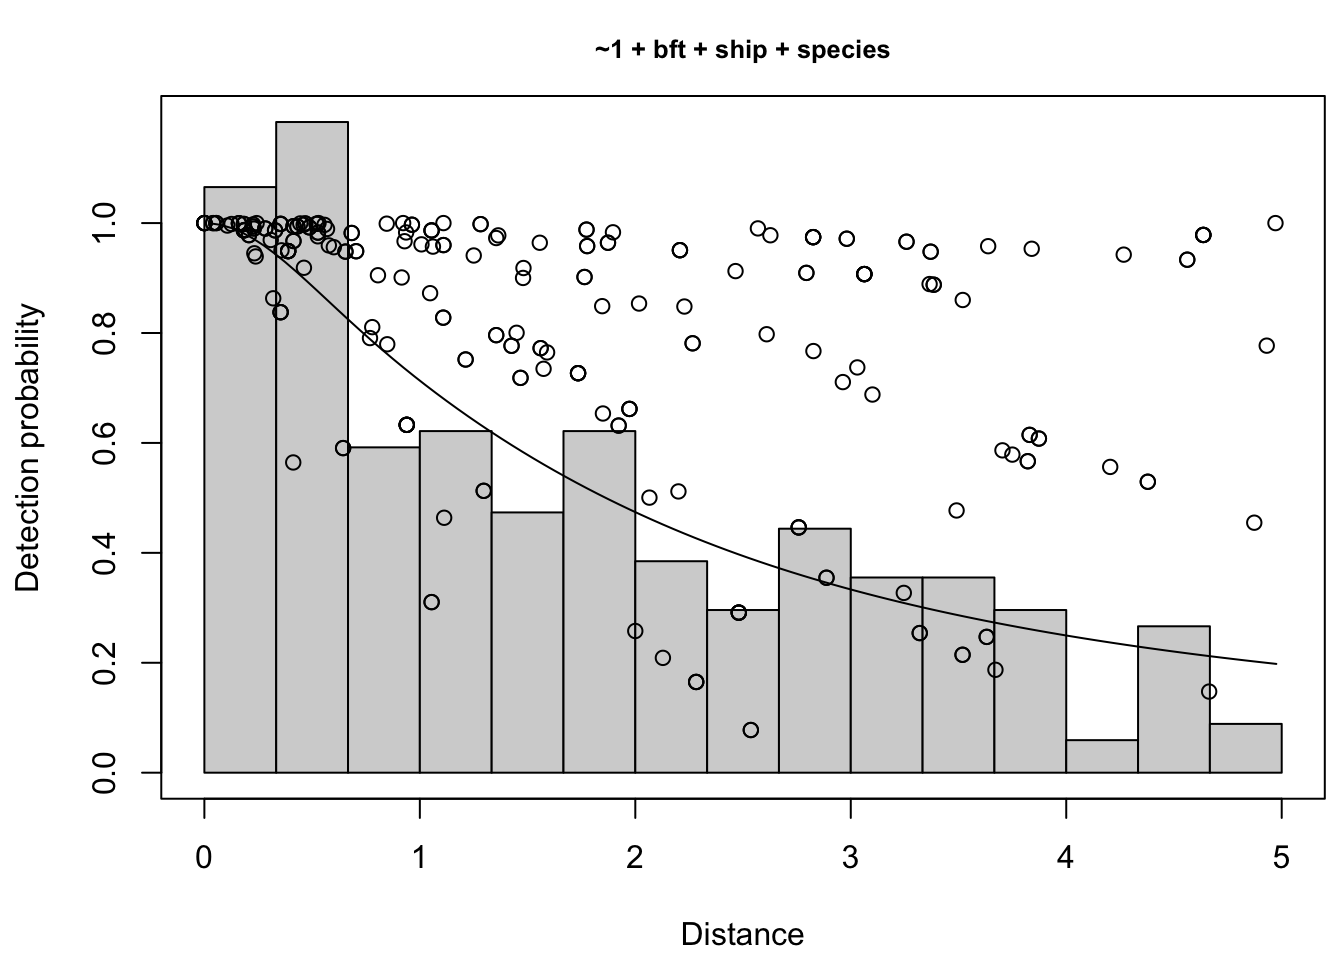 ~1 + bft + ship + species
Detection probability
1.0
0.8
0.6
0.4
0.2
0.0
0 1 2 3 4 5
Distance